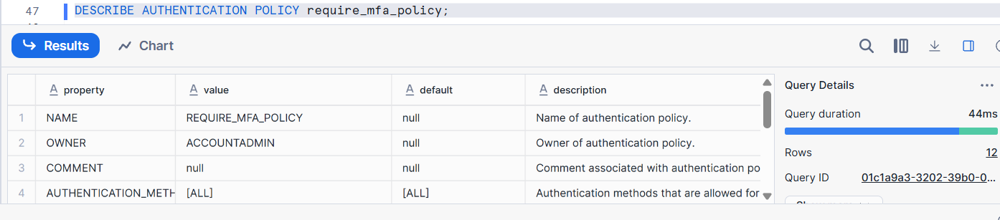 47 DESCRIBE AUTHENTICATION POLICY require_mfa_policy;
Results Chart
A property A value A default A description
1 NAME REQUIRE_MFA_POLICY null Name of authentication policy.
2 OWNER ACCOUNTADMIN null Owner of authentication policy.
3 COMMENT null null Comment associated with authentication po
4 AUTHENTICATION_METH [ALL] [ALL] Authentication methods that are allowed for
Query Details
Query duration 44ms
Rows 12
Query ID 01c1a9a3-3202-39b0-0...